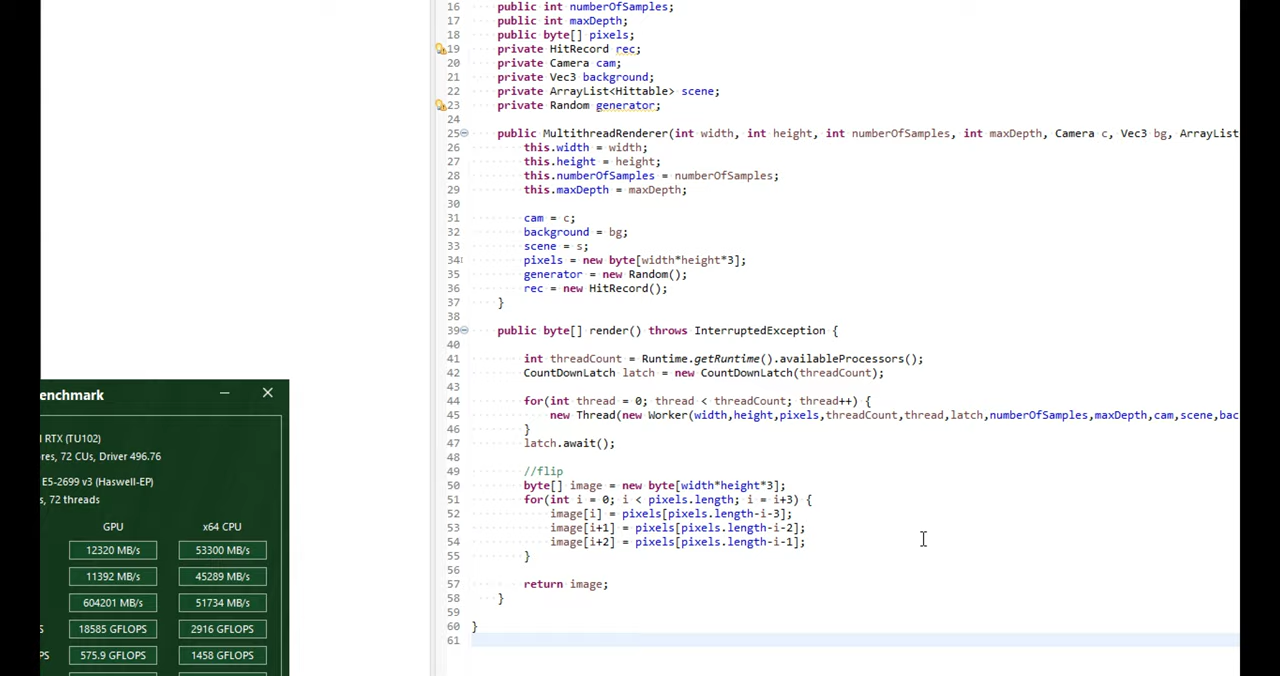 16 public int numberOfSamples;
17 public int maxDepth;
18 public byte[] pixels;
19 private HitRecord rec;
20 private Camera cam;
21 private Vec3 background;
22 private ArrayList<Hittable> scene;
23 private Random generator;
24
25 public MultithreadRenderer(int width, int height, int numberOfSamples, int maxDepth, Camera c, Vec3 bg, ArrayList
26 this.width = width;
27 this.height = height;
28 this.numberOfSamples = numberOfSamples;
29 this.maxDepth = maxDepth;
30
31 cam = c;
32 background = bg;
33 scene = s;
34 pixels = new byte[width*height*3];
35 generator = new Random();
36 rec = new HitRecord();
37 }
38
39 public byte[] render() throws InterruptedException {
40
41 int threadCount = Runtime.getRuntime().availableProcessors();
42 CountDownLatch latch = new CountDownLatch(threadCount);
43
44 for(int thread = 0; thread < threadCount; thread++) {
45 new Thread(new Worker(width,height,pixels,threadCount,thread,latch,numberOfSamples,maxDepth,cam,scene,bac
46 }
47 latch.await();
48
49 //flip
50 byte[] image = new byte[width*height*3];
51 for(int i = 0; i < pixels.length; i = i+3) {
52 image[i] = pixels[pixels.length-i-3];
53 image[i+1] = pixels[pixels.length-i-2];
54 image[i+2] = pixels[pixels.length-i-1];
55 }
56
57 return image;
58 }
59
60 }
61
enchmark
RTX (TU102)
res, 72 CUs, Driver 496.76
E5-2699 v3 (Haswell-EP)
s, 72 threads
GPU x64 CPU
12320 MB/s 53300 MB/s
11392 MB/s 45289 MB/s
604201 MB/s 51734 MB/s
S 18585 GFLOPS 2916 GFLOPS
PS 575.9 GFLOPS 1458 GFLOPS